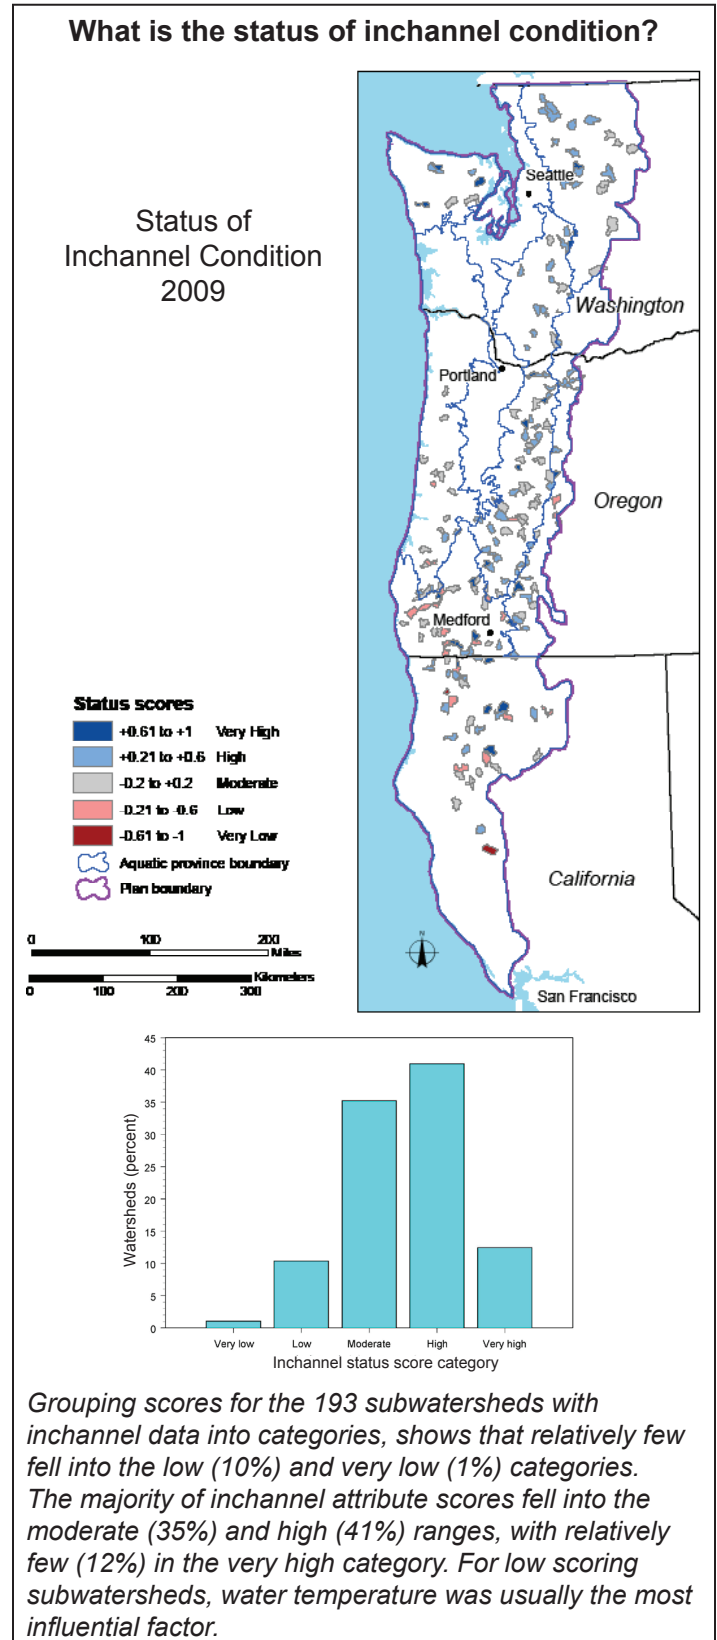 What is the status of inchannel condition?
Status of
Inchannel Condition
2009
Seattle
Washington
Portland
Oregon
Medford
California
San Francisco
N
Status scores
+0.61 to +1 Very High
+0.21 to +0.6 High
-0.2 to +0.2 Moderate
-0.21 to -0.6 Low
-0.61 to -1 Very Low
Aquatic province boundary
Plan boundary
0 100 200
Miles
Kilometers
0 100 200 300
45
40
35
30
25
20
15
10
5
0
Watersheds (percent)
Very low Low Moderate High Very high
Inchannel status score category
Grouping scores for the 193 subwatersheds with
inchannel data into categories, shows that relatively few
fell into the low (10%) and very low (1%) categories.
The majority of inchannel attribute scores fell into the
moderate (35%) and high (41%) ranges, with relatively
few (12%) in the very high category. For low scoring
subwatersheds, water temperature was usually the most
influential factor.